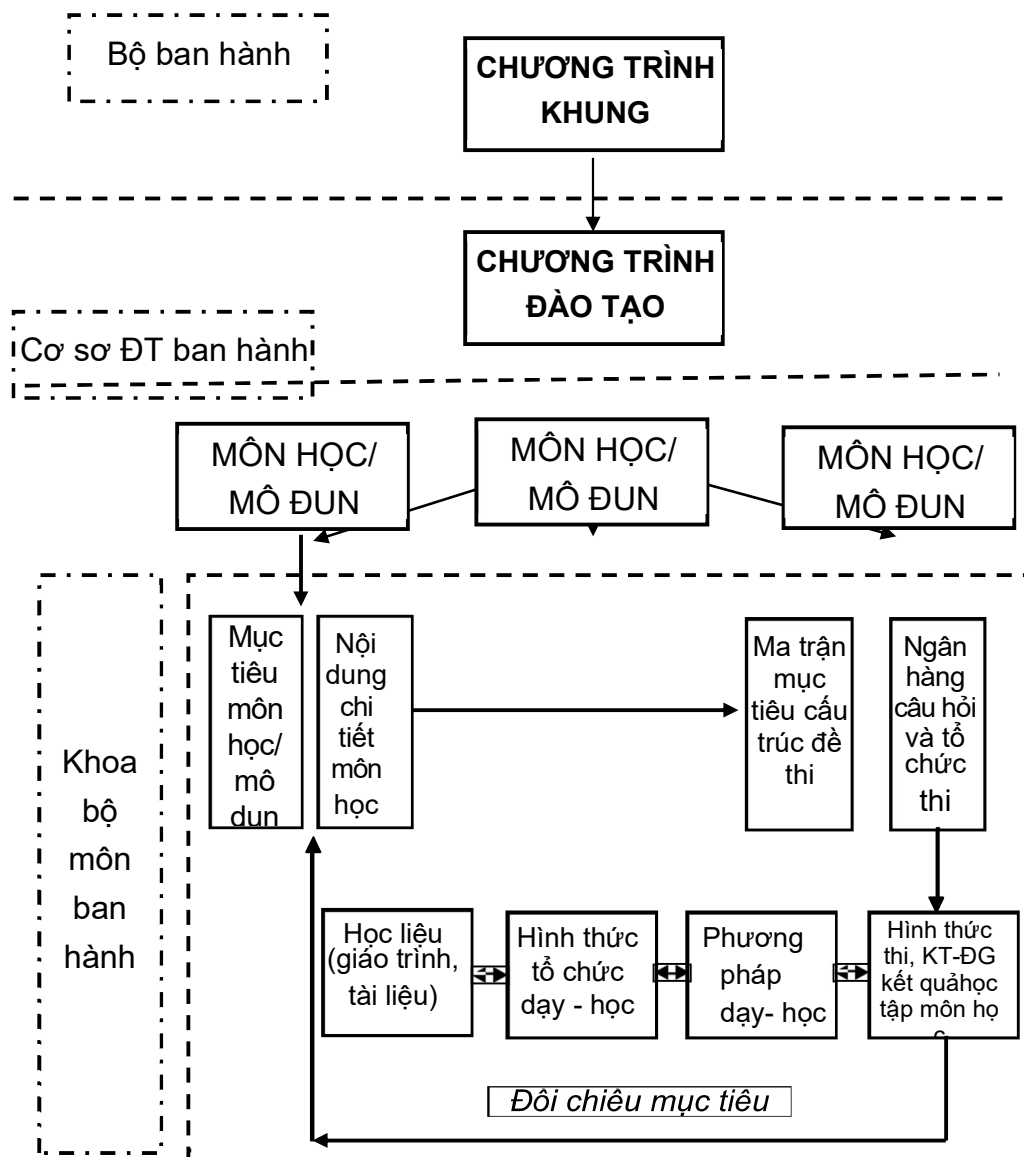 Bộ ban hành
CHƯƠNG TRÌNH
KHUNG
CHƯƠNG TRÌNH
ĐÀO TẠO
Cơ sơ ĐT ban hành
MÔN HỌC/
MÔ ĐUN
MÔN HỌC/
MÔ ĐUN
MÔN HỌC/
MÔ ĐUN
Khoa
bộ
môn
ban
hành
Mục
tiêu
môn
học/
mô
dun
Nội
dung
chi
tiết
môn
học
Ma trận
mục
tiêu cấu
trúc đề
thi
Ngân
hàng
câu hỏi
và tổ
chức
thi
Học liệu
(giáo trình,
tài liệu)
Hình thức
tổ chức
dạy - học
Phương
pháp
dạy- học
Hình thức
thi, KT-ĐG
kết quảhọc
tập môn họ
c
Đôi chiêu mục tiêu